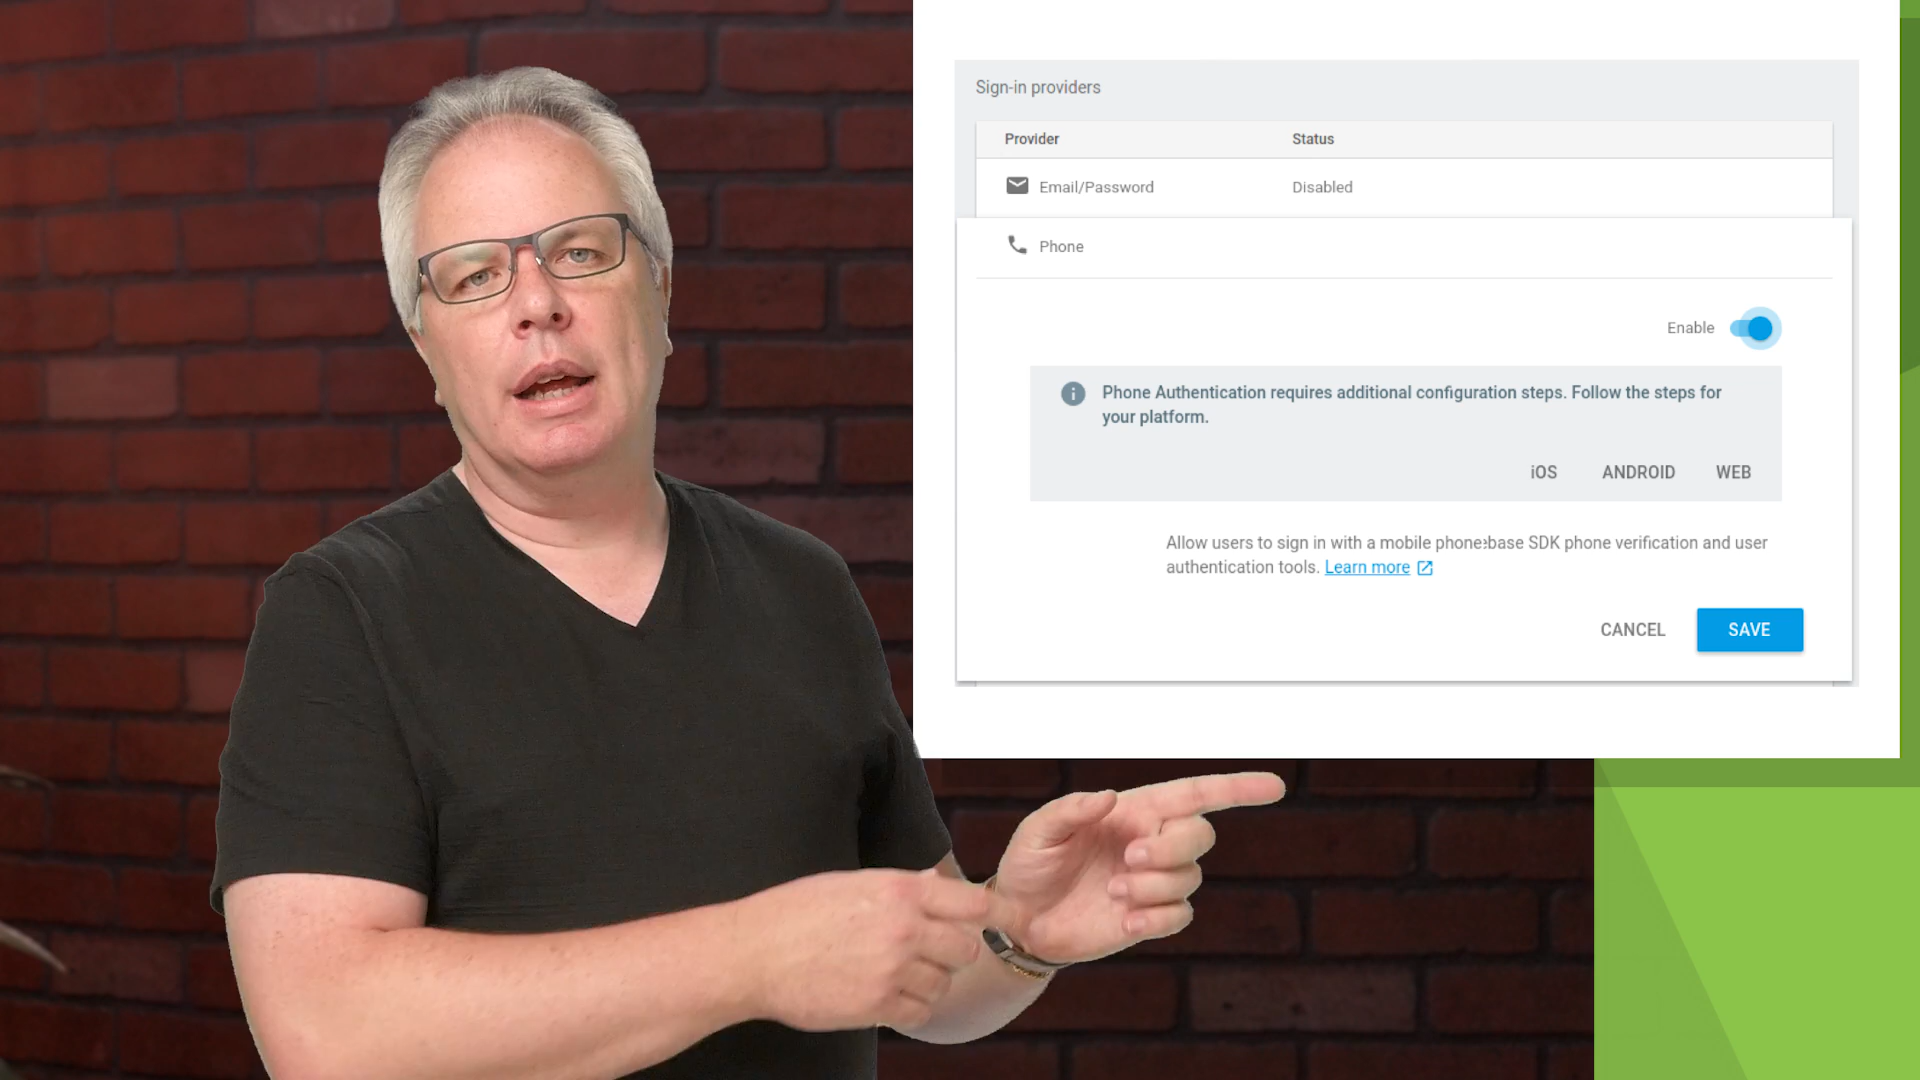 Sign-in providers
Provider Status
Email/Password Disabled
Phone
Enable
Phone Authentication requires additional configuration steps. Follow the steps for
your platform.
iOS ANDROID WEB
Allow users to sign in with a mobile phone:base SDK phone verification and user
authentication tools. Learn more
CANCEL SAVE